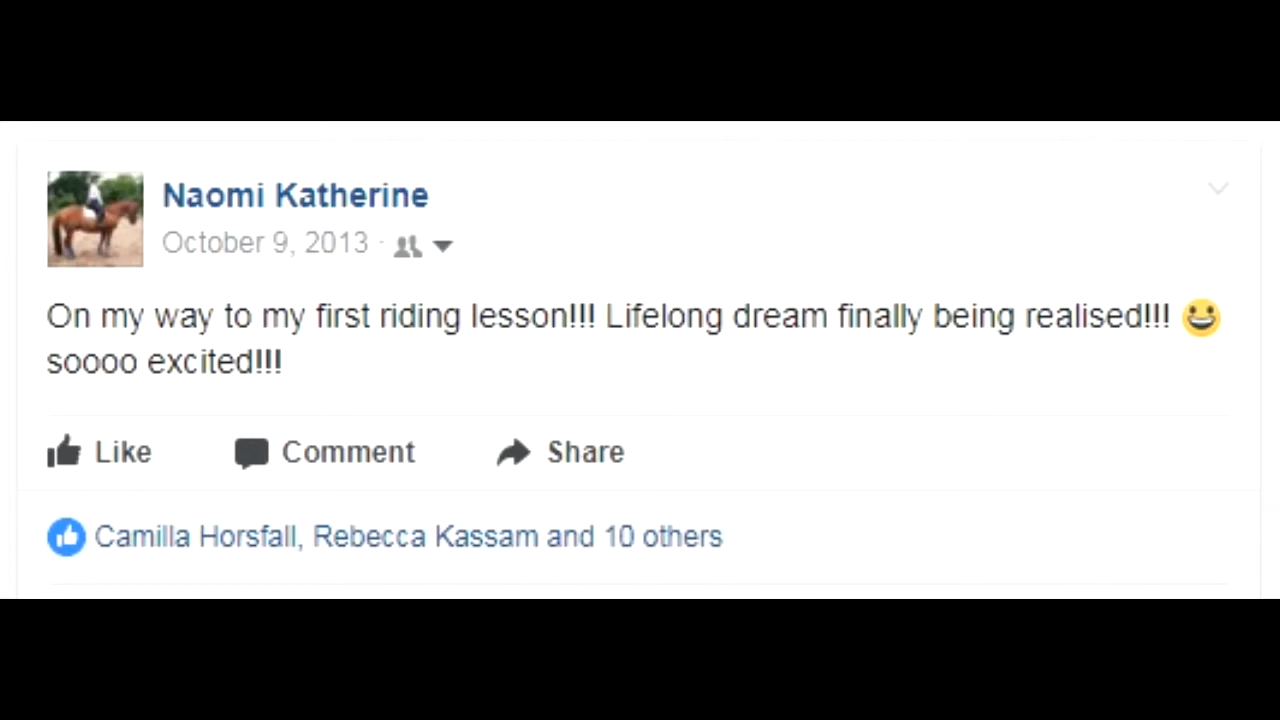 Naomi Katherine
October 9, 2013 ·
On my way to my first riding lesson!!! Lifelong dream finally being realised!!! 😀
soooo excited!!!
Like Comment Share
Camilla Horsfall, Rebecca Kassam and 10 others